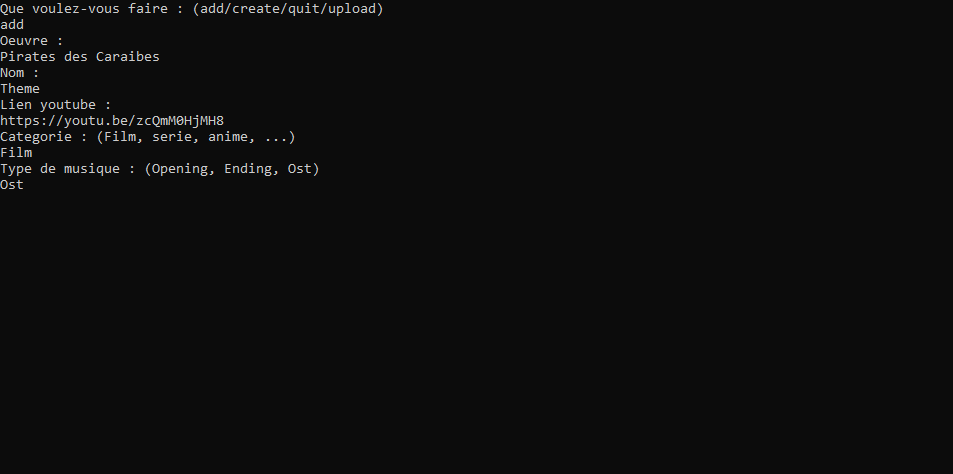 Que voulez-vous faire : (add/create/quit/upload)
add
Oeuvre :
Pirates des Caraibes
Nom :
Theme
Lien youtube :
https://youtu.be/zcQmM0HjMH8
Categorie : (Film, serie, anime, ...)
Film
Type de musique : (Opening, Ending, Ost)
Ost